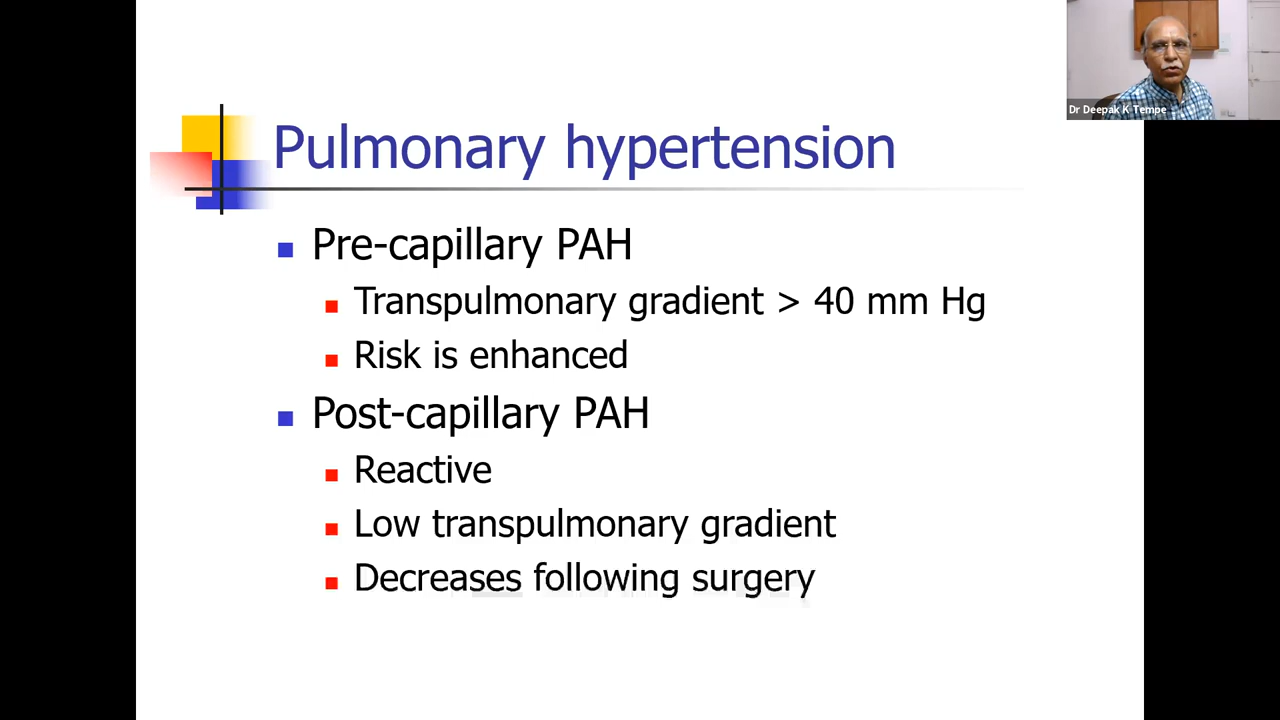 Dr Deepak K Tempe
Pulmonary hypertension
Pre-capillary PAH
Transpulmonary gradient > 40 mm Hg
Risk is enhanced
Post-capillary PAH
Reactive
Low transpulmonary gradient
Decreases following surgery